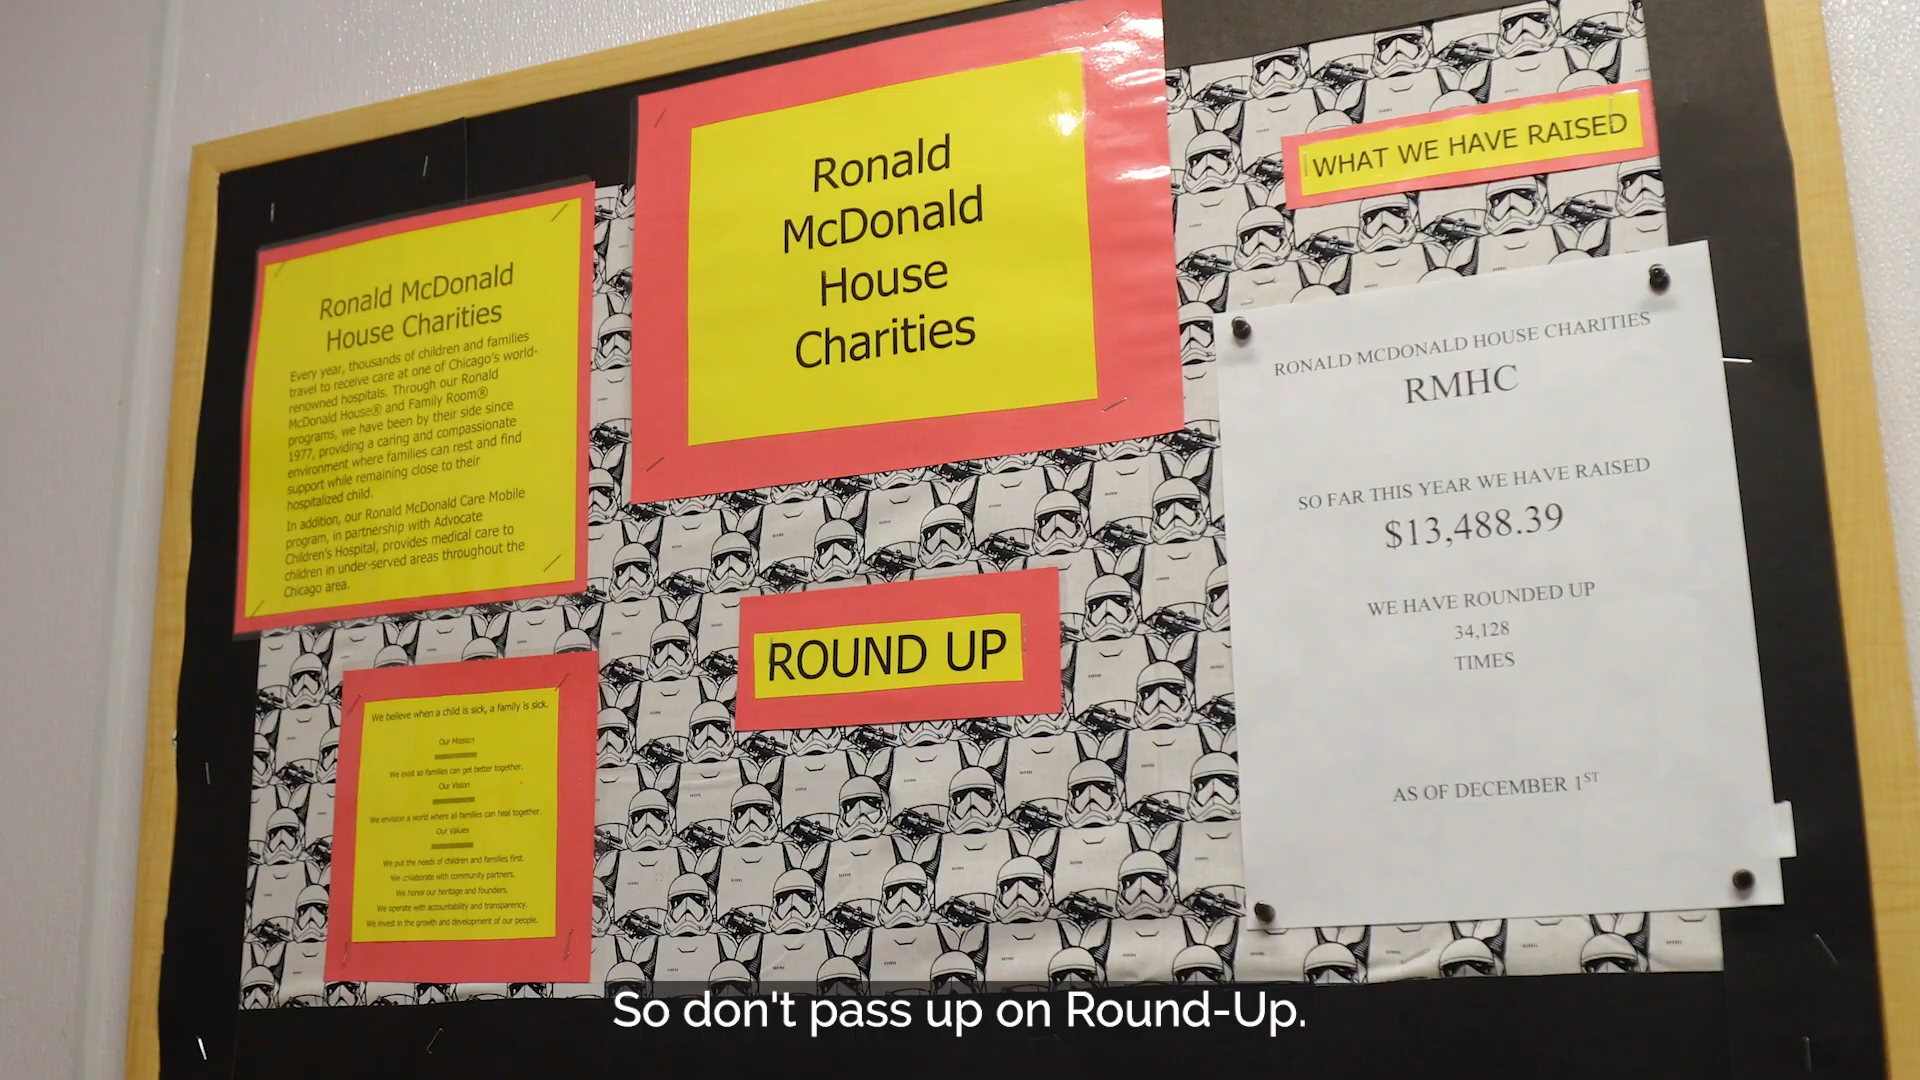 Ronald McDonald
House Charities
Every year, thousands of children and families
travel to receive care at one of Chicago's world-
renowned hospitals. Through our Ronald
McDonald House® and Family Room®
programs, we have been by their side since
1977, providing a caring and compassionate
environment where families can rest and find
support while remaining close to their
hospitalized child.
In addition, our Ronald McDonald Care Mobile
program, in partnership with Advocate
Children's Hospital, provides medical care to
children in under-served areas throughout the
Chicago area.
We believe when a child is sick, a family is sick.
Our Mission
We exist so families can get better together.
Our Vision
We envision a world where all families can heal together.
Our Values
We put the needs of children and families first.
We collaborate with community partners.
We honor our heritage and founders.
We operate with accountability and transparency.
We invest in the growth and development of our people.
Ronald
McDonald
House
Charities
ROUND UP
WHAT WE HAVE RAISED
RONALD MCDONALD HOUSE CHARITIES
RMHC
SO FAR THIS YEAR WE HAVE RAISED
$13,488.39
WE HAVE ROUNDED UP
34,128
TIMES
AS OF DECEMBER 1ST
So don't pass up on Round-Up.